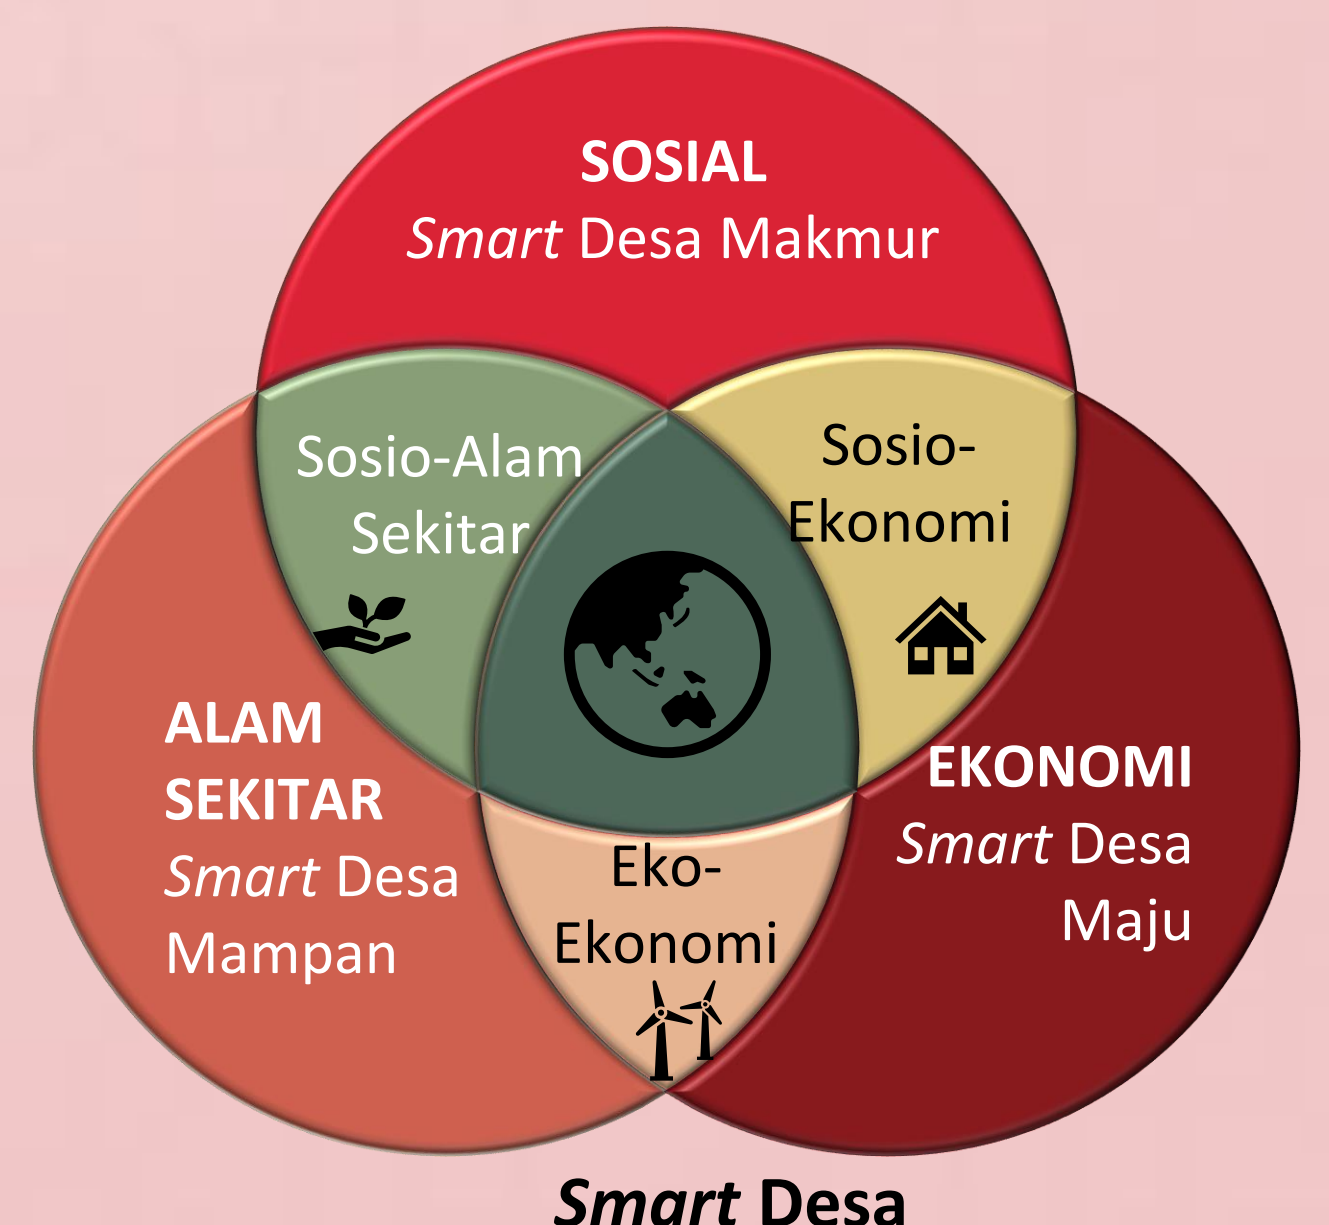 SOSIAL
Smart Desa Makmur
Sosio-Alam
Sekitar
Sosio-
Ekonomi
ALAM
SEKITAR
Smart Desa
Mampan
EKONOMI
Smart Desa
Maju
Eko-
Ekonomi
Smart Desa